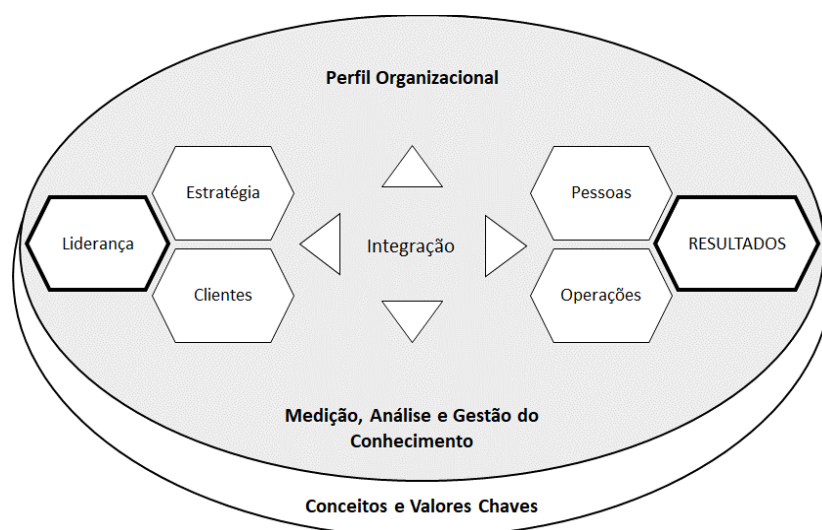 Perfil Organizacional
Estratégia
Pessoas
Liderança
Integração
RESULTADOS
Clientes
Operações
Medição, Análise e Gestão do
Conhecimento
Conceitos e Valores Chaves